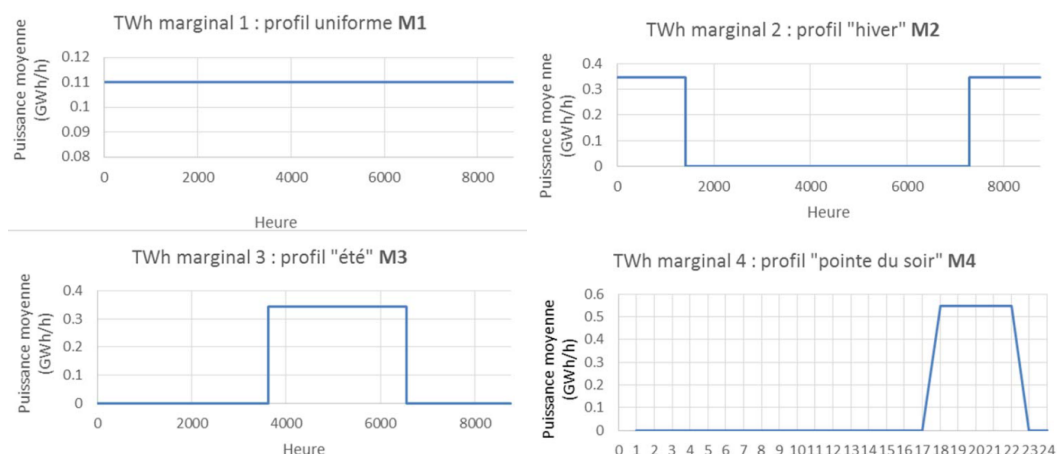 TWh marginal 1 : profil uniforme M1
Puissance moyenne
(GWh/h)
0.12
0.11
0.1
0.09
0.08
0 2000 4000 6000 8000
Heure
TWh marginal 2 : profil "hiver" M2
Puissance moye nne
(GWh/h)
0.4
0.3
0.2
0.1
0
0 2000 4000 6000 8000
Heure
TWh marginal 3 : profil "été" M3
Puissance moyenne
(GWh/h)
0.4
0.3
0.2
0.1
0
0 2000 4000 6000 8000
Heure
TWh marginal 4 : profil "pointe du soir" M4
Puissance moyenne
(GWh/h)
0.6
0.5
0.4
0.3
0.2
0.1
0
0 1 2 3 4 5 6 7 8 9 10 11 12 13 14 15 16 17 18 19 20 21 22 23 24